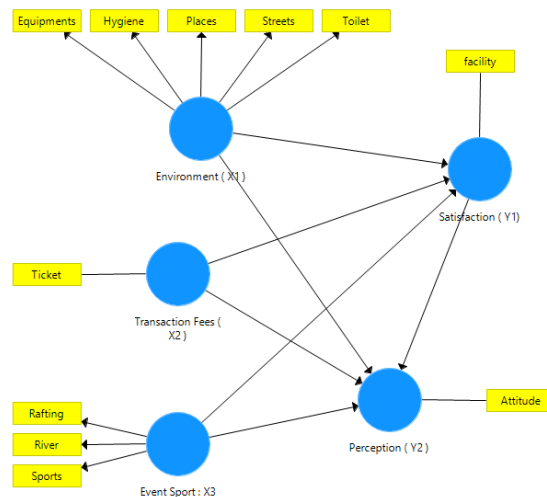 Equipments
Hygiene
Places
Streets
Toilet
facility
Environment ( X1 )
Satisfaction ( Y1)
Ticket
Transaction Fees (
X2 )
Rafting
River
Sports
Attitude
Perception ( Y2 )
Event Sport : X3